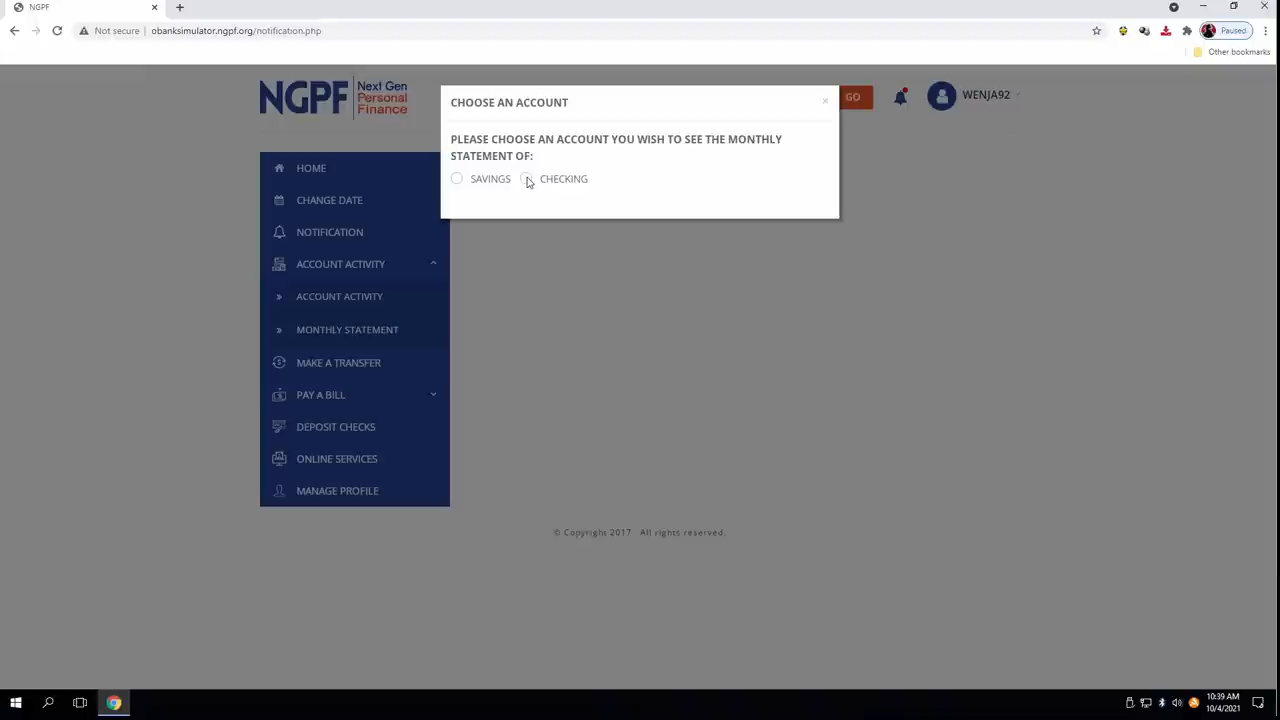 NGPF
Not secure obanksimulator.ngpf.org/notification.php
Paused
Other bookmarks
NGPF Next Gen
Personal
Finance
CHOOSE AN ACCOUNT
×
GO
WENJA92
PLEASE CHOOSE AN ACCOUNT YOU WISH TO SEE THE MONTHLY
STATEMENT OF:
SAVINGS CHECKING
HOME
CHANGE DATE
NOTIFICATION
ACCOUNT ACTIVITY
» ACCOUNT ACTIVITY
» MONTHLY STATEMENT
MAKE A TRANSFER
PAY A BILL
DEPOSIT CHECKS
ONLINE SERVICES
MANAGE PROFILE
© Copyright 2017 All rights reserved.
10:39 AM
10/4/2021